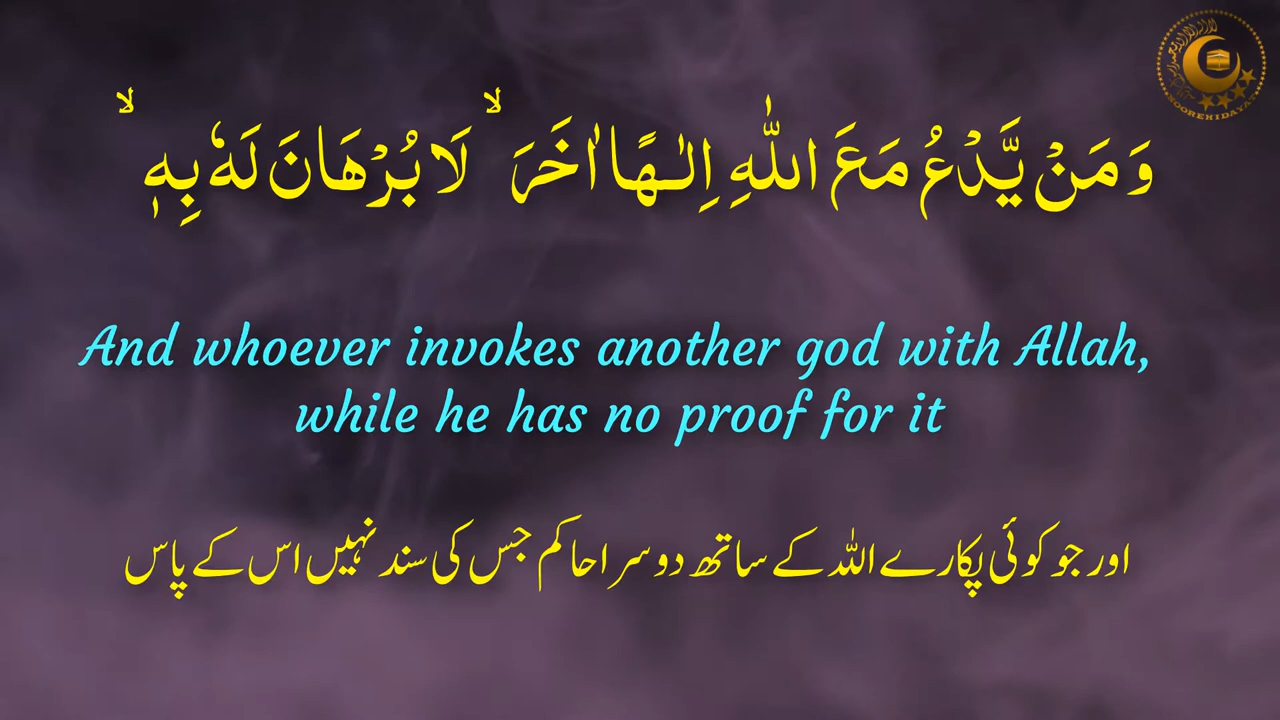 وَ مَنۡ يَّدۡعُ مَعَ اللّٰهِ اِلٰـهًا اٰخَرَ ۙ لَا بُرۡهَانَ لَهٗ بِهٖ ۙ
And whoever invokes another god with Allah,
while he has no proof for it
اور جو کوئی پکارے اللہ کے ساتھ دوسرا حاکم جس کی سند نہیں اس کے پاس
NOOREHIDAYAT